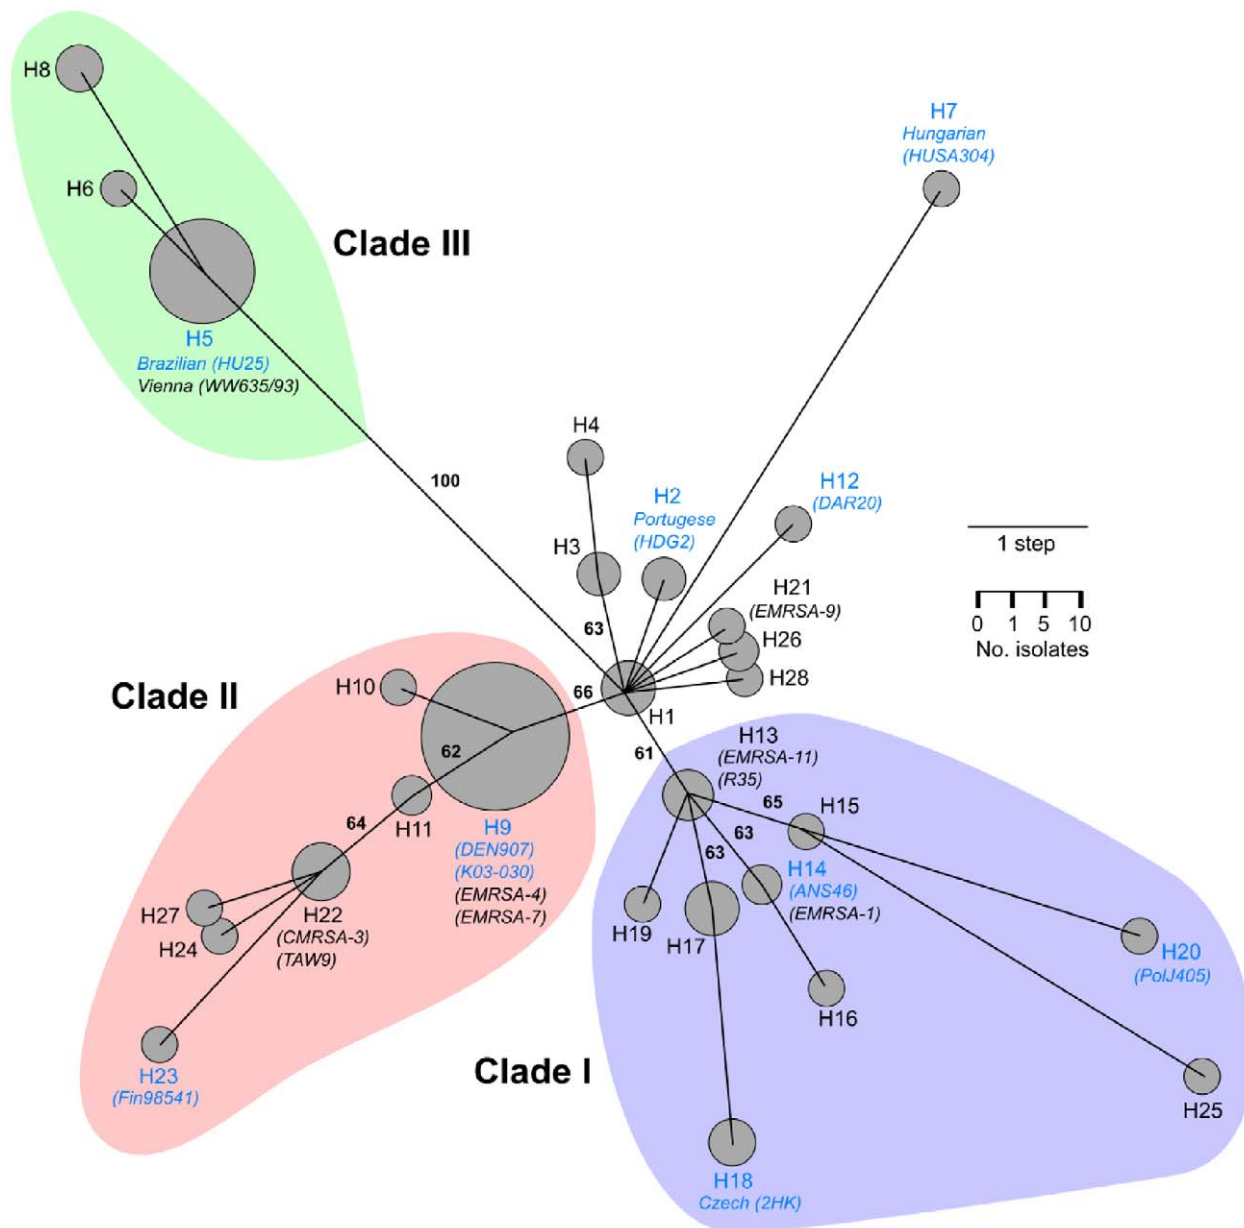 H8
H7
Hungarian
(HUSA304)
H6
Clade III
H5
Brazilian (HU25)
Vienna (WW635/93)
H4
100
H2
Portugese
(HDG2)
H12
(DAR20)
1 step
H3
H21
(EMRSA-9)
0 1 5 10
No. isolates
63
H26
H28
Clade II
H10
66
H1
H13
(EMRSA-11)
(R35)
61
62
65
H15
64
H11
63
63
H9
(DEN907)
(K03-030)
(EMRSA-4)
(EMRSA-7)
H14
(ANS46)
(EMRSA-1)
H27
H22
(CMRSA-3)
(TAW9)
H24
H19
H17
H20
(PolJ405)
H16
H23
(Fin98541)
Clade I
H25
H18
Czech (2HK)